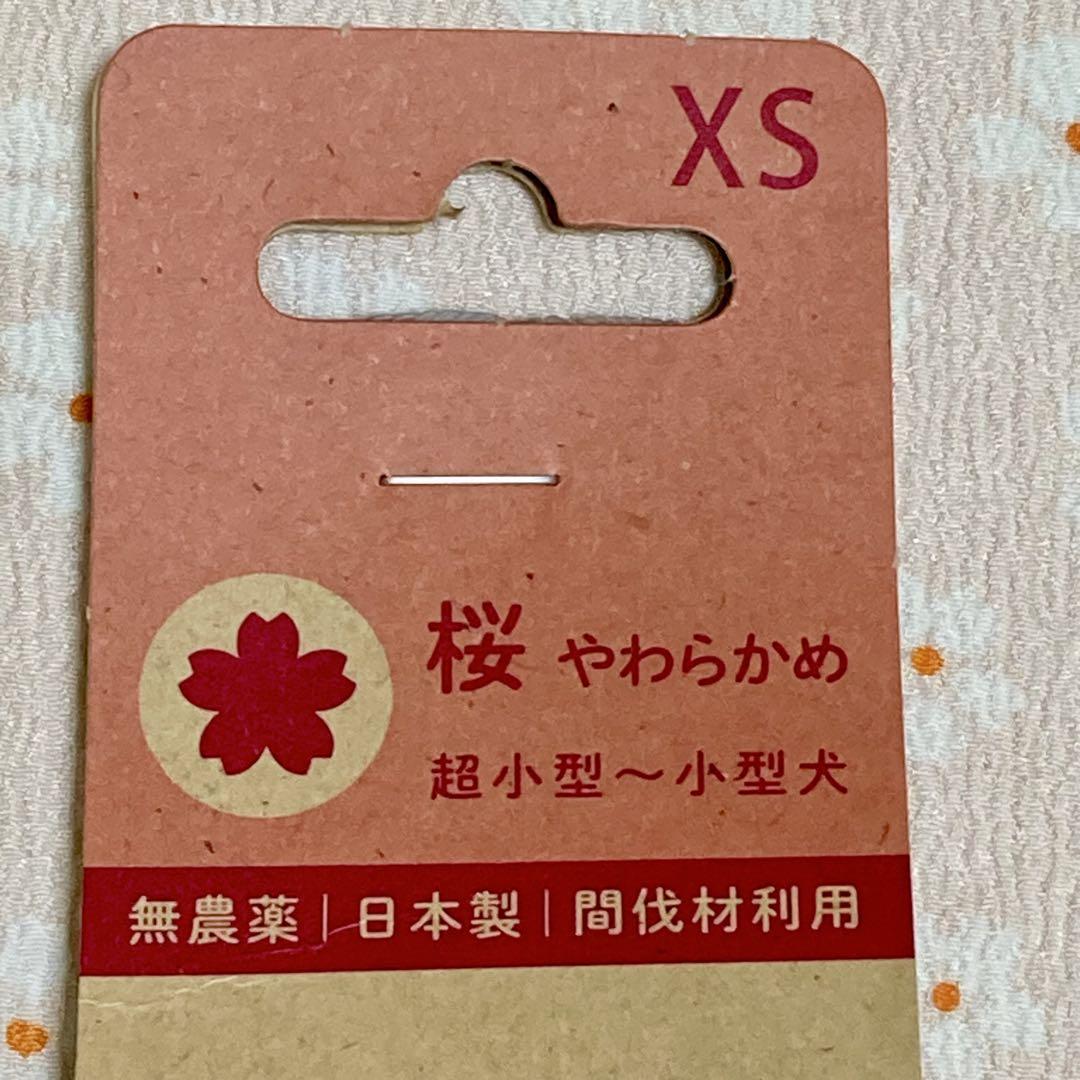 XS
桜 やわらかめ
超小型～小型犬
無農薬|日本製|間伐材利用